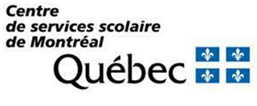 Centre
de services scolaire
de Montréal
Québec